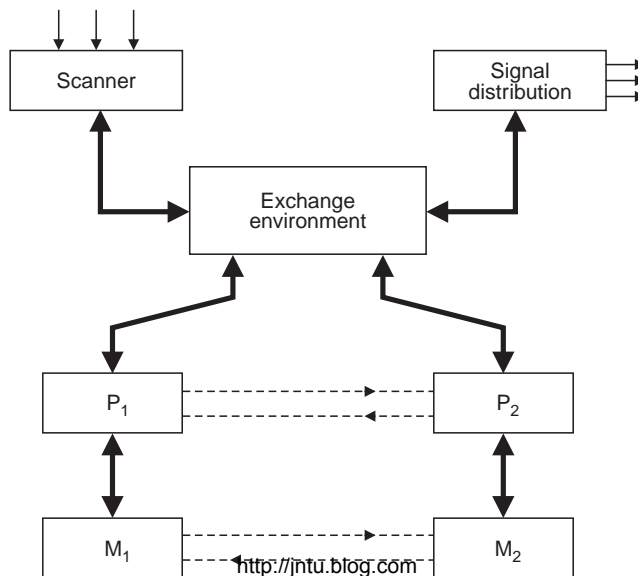 Scanner
Signal
distribution
Exchange
environment
P1
P2
M1
M2
http://jntu.blog.com